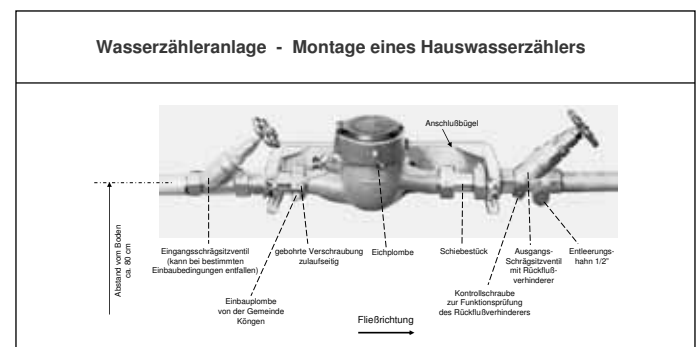 Wasserzähleranlage - Montage eines Hauswasserzählers
Anschlußbügel
Abstand vom Boden
ca. 80 cm
Eingangsschrägsitzventil
(kann bei bestimmten
Einbaubedingungen entfallen)
gebohrte Verschraubung
zulaufseitig
Eichplombe
Schiebestück
Ausgangs-
Schrägsitzventil
mit Rückfluß-
verhinderer
Entleerungs-
hahn 1/2"
Einbauplombe
von der Gemeinde
Köngen
Kontrollschraube
zur Funktionsprüfung
des Rückflußverhinderers
Fließrichtung